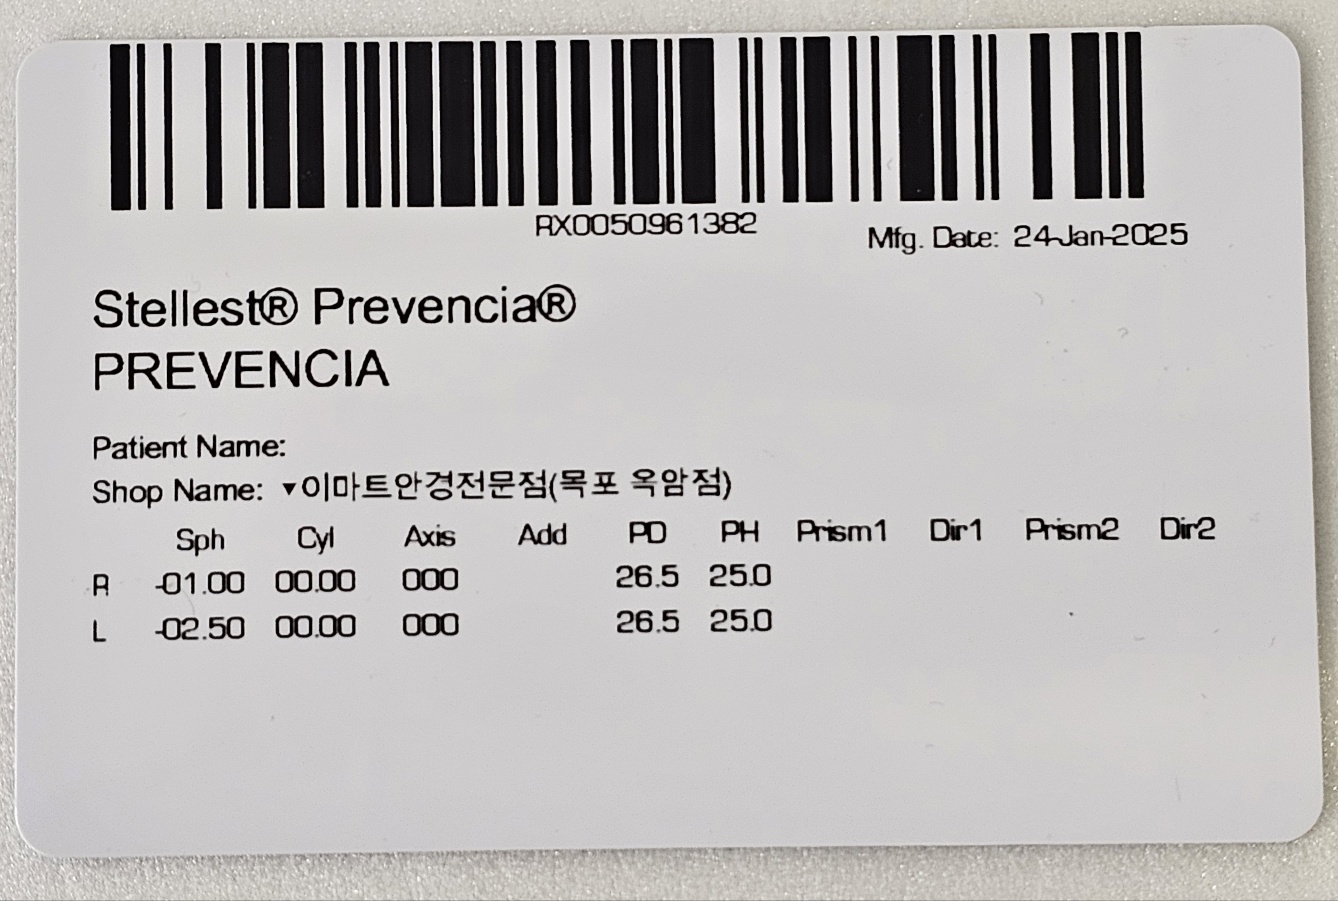 RX0050961382
Mfg. Date: 24-Jan-2025
Stellest® Prevencia®
PREVENCIA
Patient Name:
Shop Name: ▼이마트안경전문점(목포 옥암점)
Sph Cyl Axis Add PD PH Prism1 Dir1 Prism2 Dir2
R -01.00 00.00 000 26.5 25.0
L -02.50 00.00 000 26.5 25.0